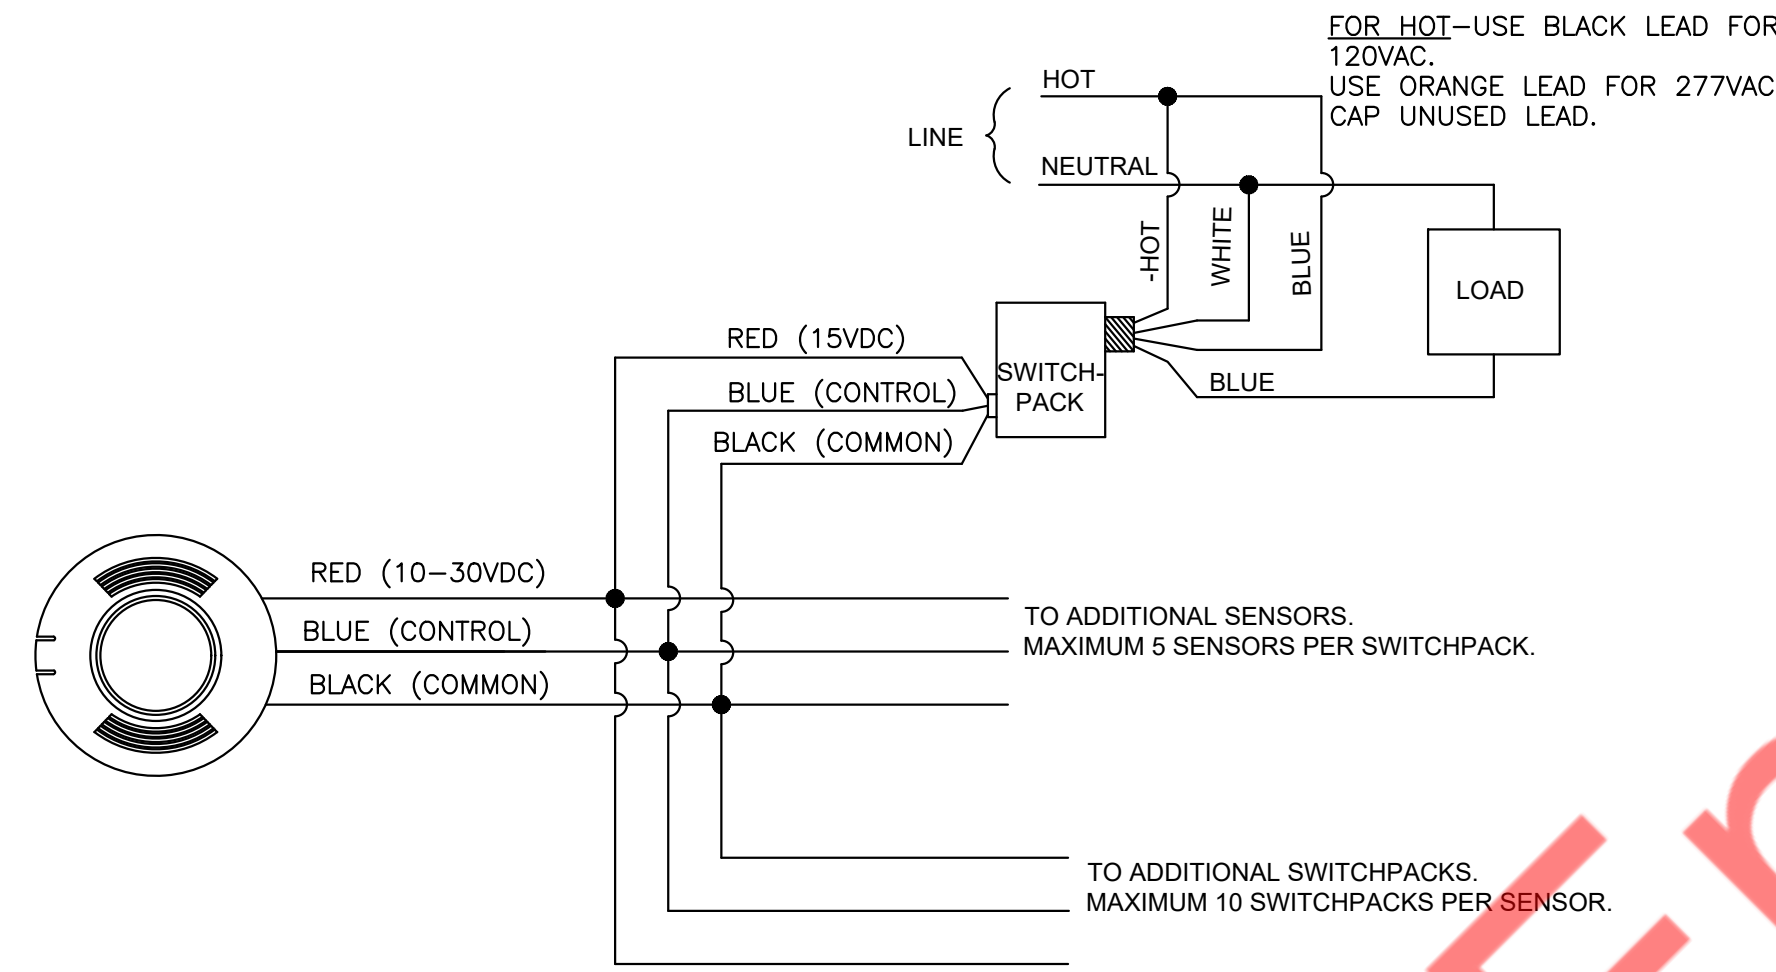 FOR HOT-USE BLACK LEAD FOR
120VAC.
USE ORANGE LEAD FOR 277VAC
CAP UNUSED LEAD.
HOT
LINE
NEUTRAL
-HOT
WHITE
BLUE
LOAD
RED (15VDC)
SWITCH-
PACK
BLUE (CONTROL)
BLUE
BLACK (COMMON)
RED (10-30VDC)
BLUE (CONTROL)
BLACK (COMMON)
TO ADDITIONAL SENSORS.
MAXIMUM 5 SENSORS PER SWITCHPACK.
TO ADDITIONAL SWITCHPACKS.
MAXIMUM 10 SWITCHPACKS PER SENSOR.